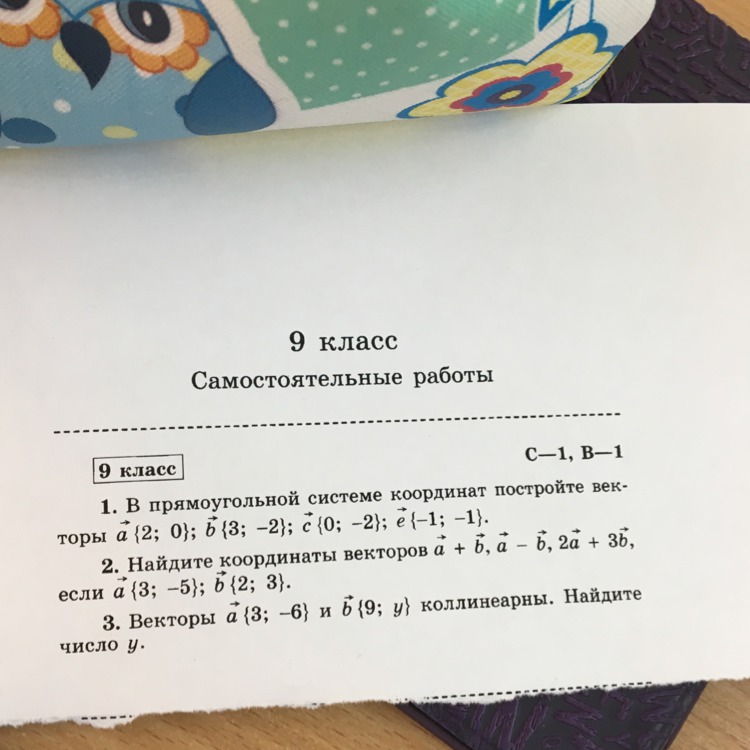 9 класс
Самостоятельные работы
9 класс
С—1, В—1
1. В прямоугольной системе координат постройте век-
торы a⃗ {2; 0}; b⃗ {3; –2}; c⃗ {0; –2}; e⃗ {–1; –1}.
2. Найдите координаты векторов a⃗ + b⃗, a⃗ – b⃗, 2a⃗ + 3b⃗,
если a⃗ {3; –5}; b⃗ {2; 3}.
3. Векторы a⃗ {3; –6} и b⃗ {9; y} коллинеарны. Найдите
число y.